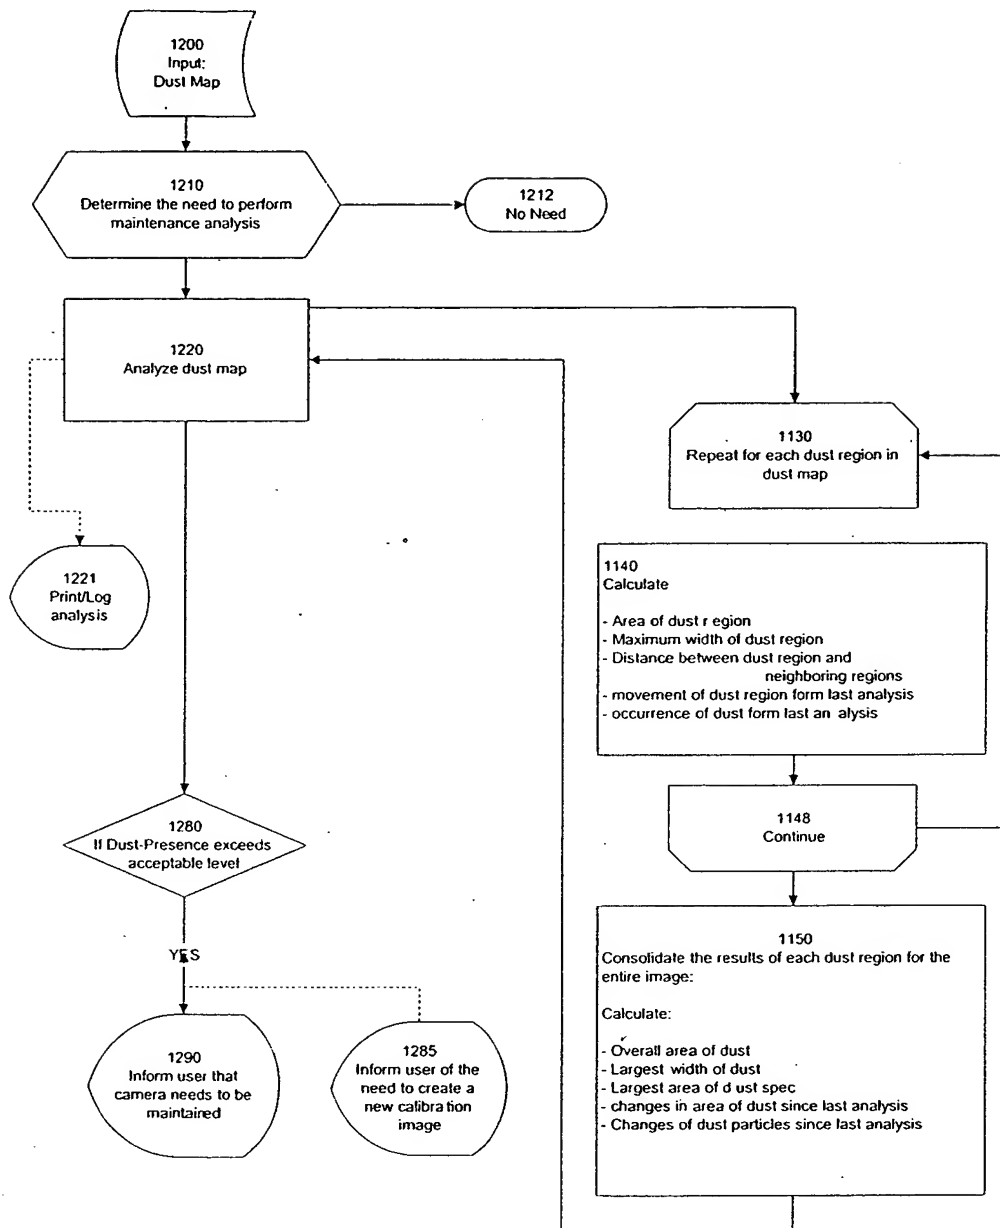 1200
Input:
Dust Map
1210
Determine the need to perform
maintenance analysis
1212
No Need
1220
Analyze dust map
1130
Repeat for each dust region in
dust map
1221
Print/Log
analysis
1140
Calculate
- Area of dust r egion
- Maximum width of dust region
- Distance between dust region and
neighboring regions
- movement of dust region form last analysis
- occurrence of dust form last an alysis
1280
If Dust-Presence exceeds
acceptable level
1148
Continue
YES
1150
Consolidate the results of each dust region for the
entire image:
Calculate:
- Overall area of dust
- Largest width of dust
- Largest area of d ust spec
- changes in area of dust since last analysis
- Changes of dust particles since last analysis
1290
Inform user that
camera needs to be
maintained
1285
Inform user of the
need to create a
new calibration
image